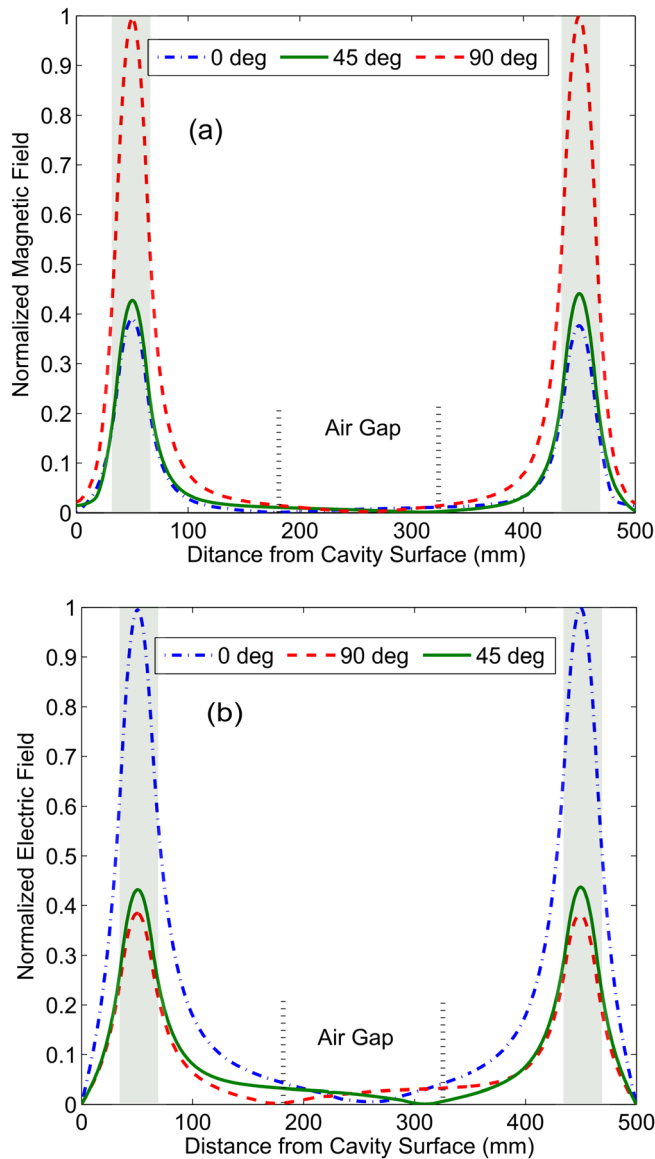 1
0.9
0.8
0.7
0.6
0.5
0.4
0.3
0.2
0.1
0
Normalized Magnetic Field
0 deg 45 deg 90 deg
(a)
Air Gap
0 100 200 300 400 500
Ditance from Cavity Surface (mm)
1
0.9
0.8
0.7
0.6
0.5
0.4
0.3
0.2
0.1
0
Normalized Electric Field
0 deg 90 deg 45 deg
(b)
Air Gap
0 100 200 300 400 500
Distance from Cavity Surface (mm)